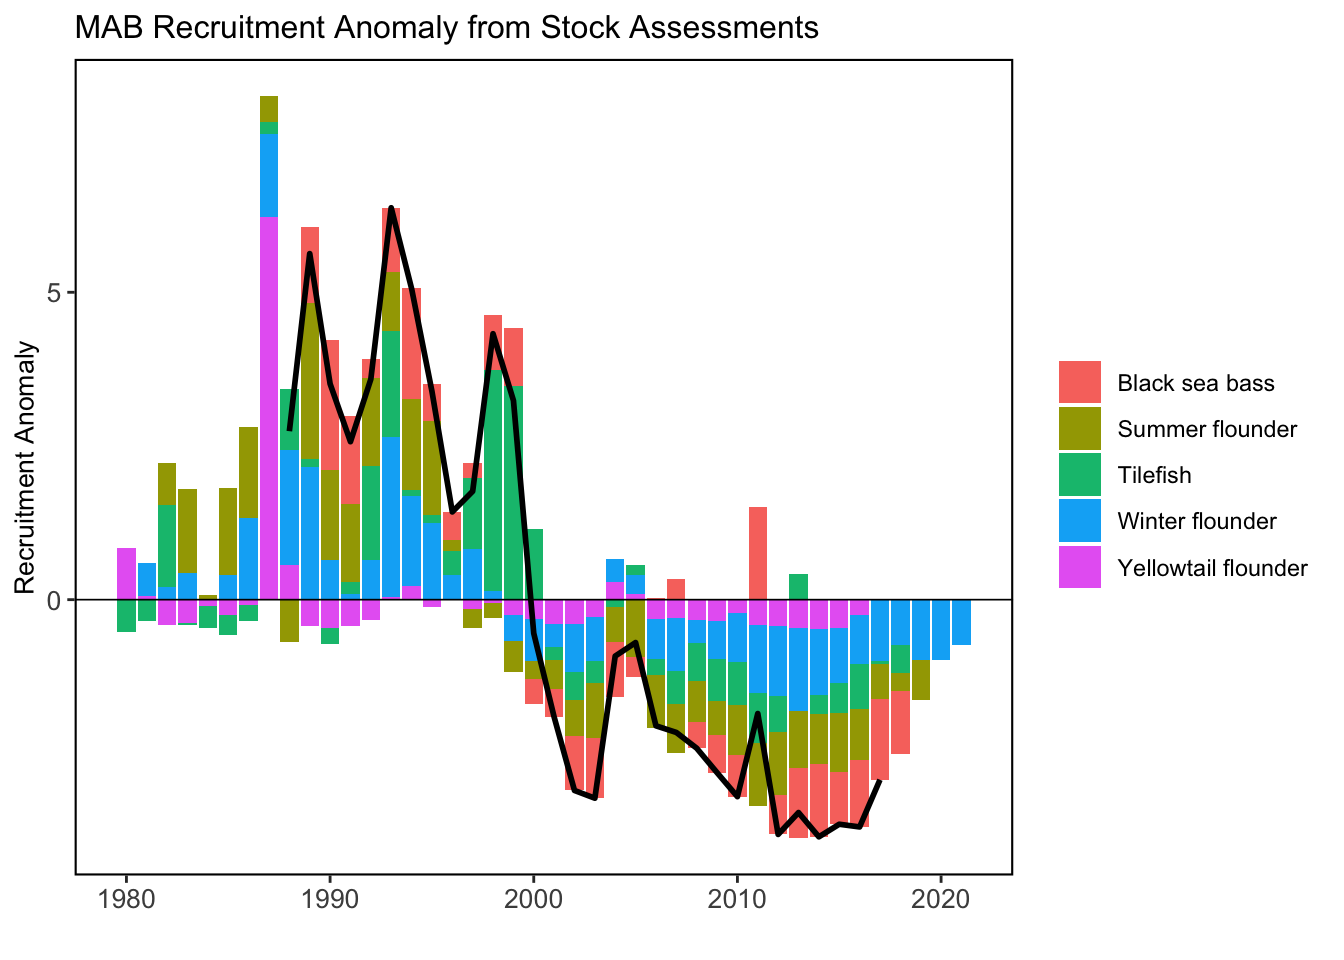 MAB Recruitment Anomaly from Stock Assessments
Recruitment Anomaly
5
0
1980
1990
2000
2010
2020
Black sea bass
Summer flounder
Tilefish
Winter flounder
Yellowtail flounder